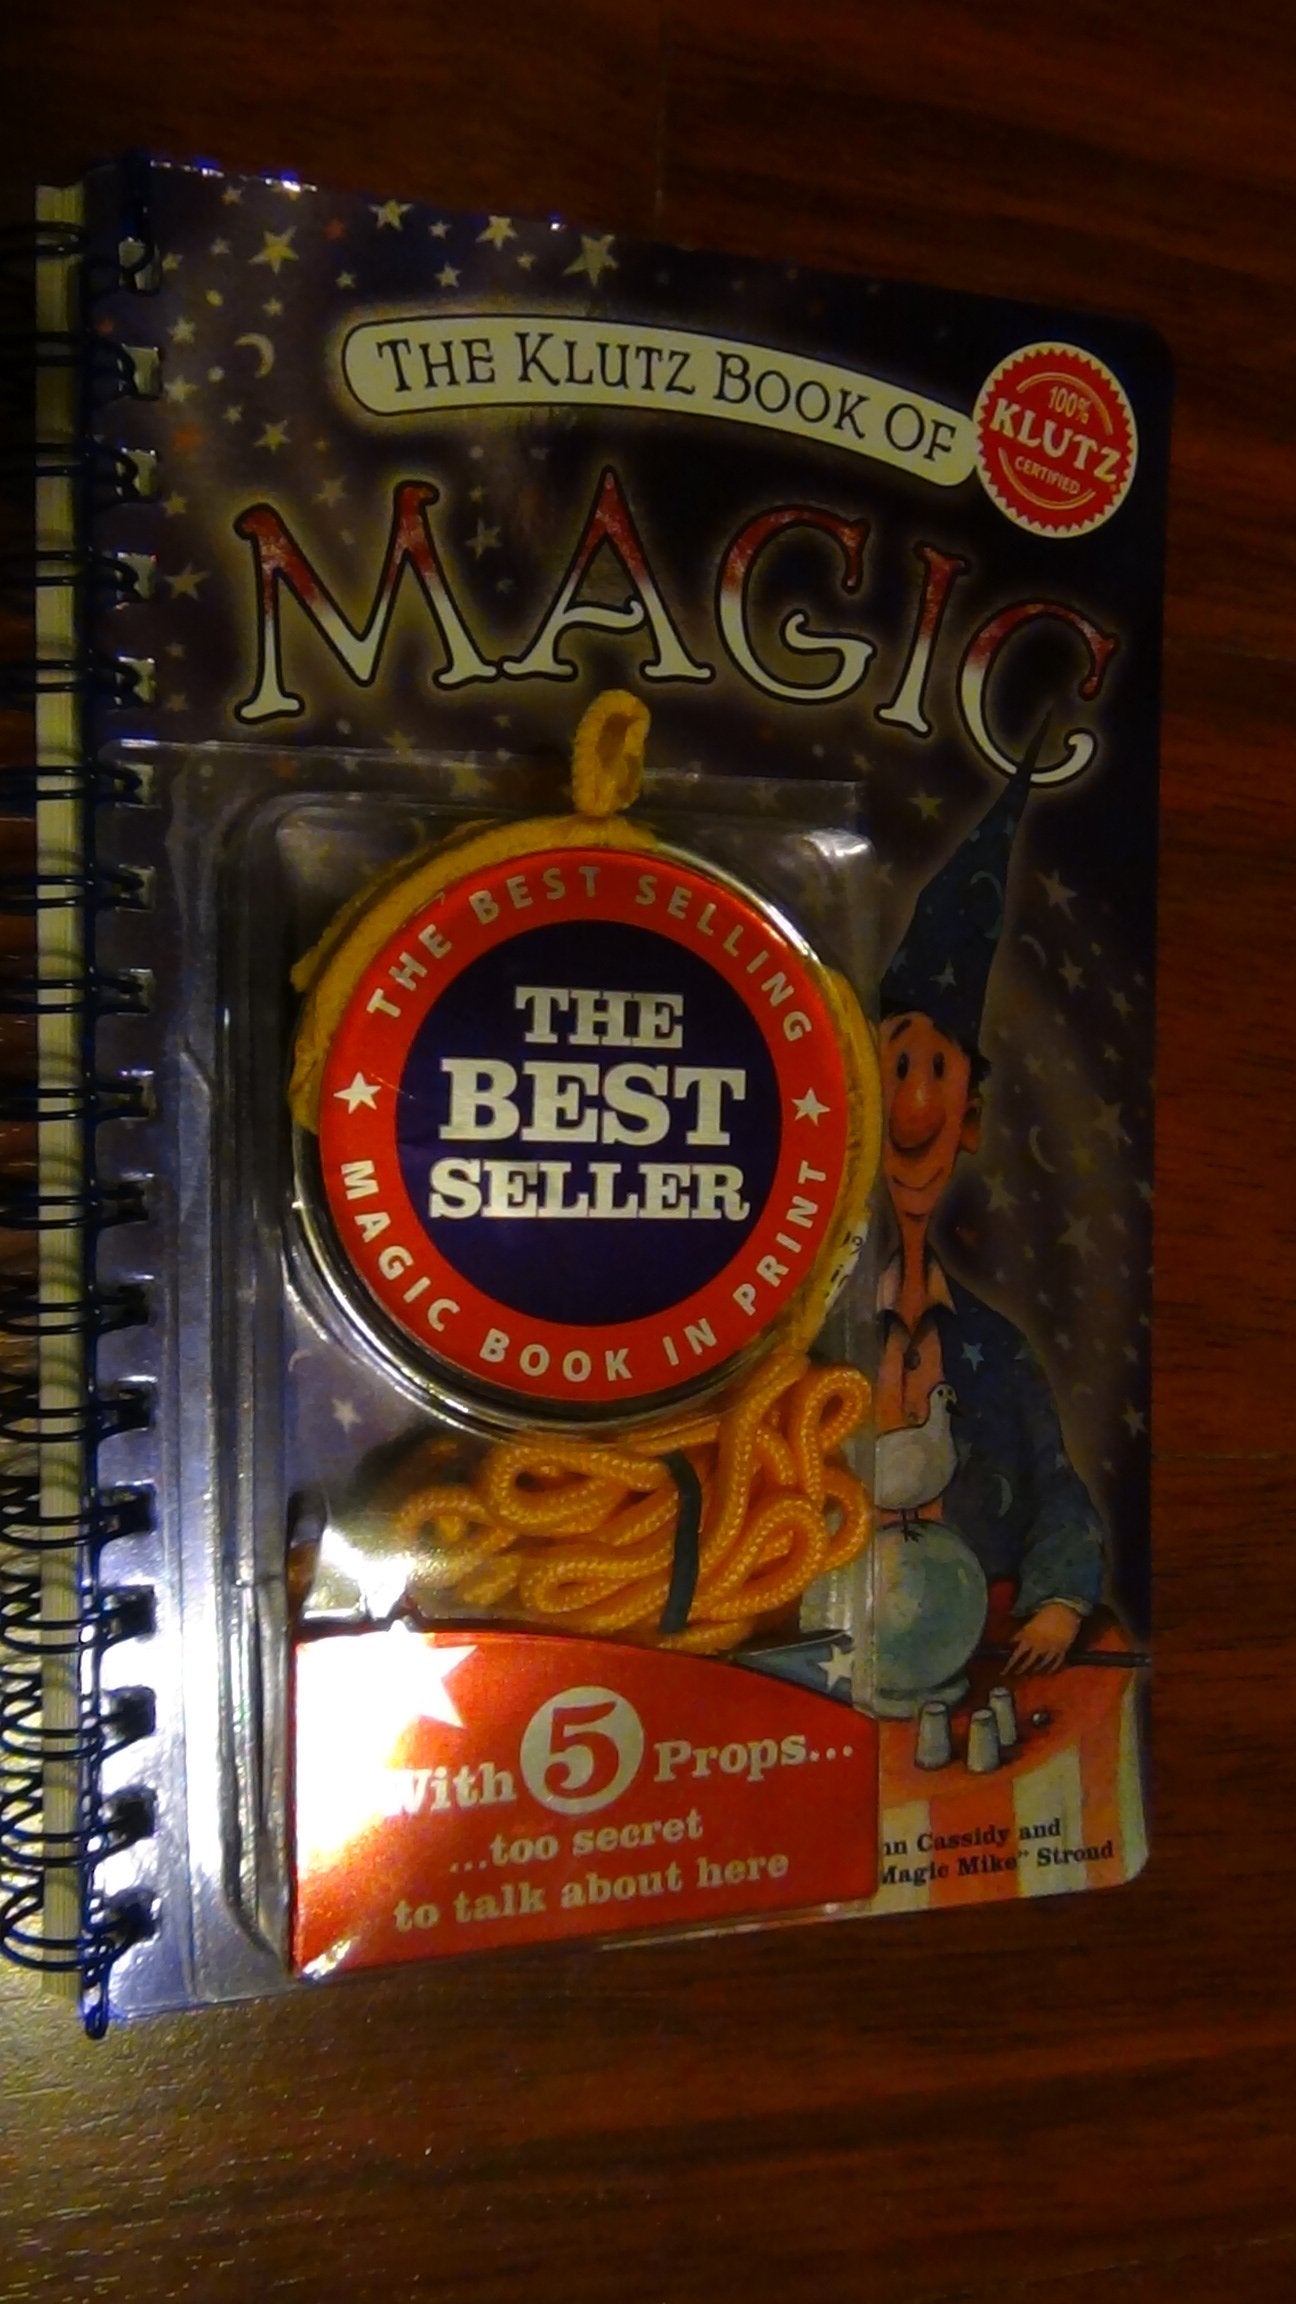 THE KLUTZ BOOK OF
100%
KLUTZ
CERTIFIED
MAGIC
THE BEST SELLING
THE
BEST
SELLER
MAGIC BOOK IN PRINT
With 5 Props...
...too secret
to talk about here
Cassidy and
"Magic Mike" Stroud